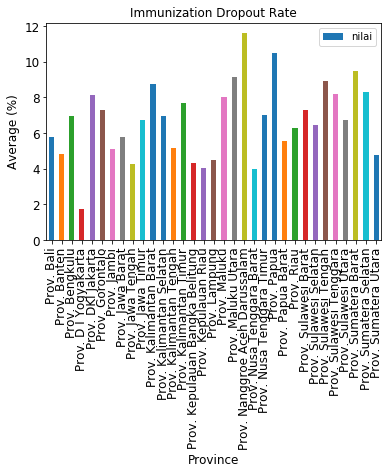 Immunization Dropout Rate
nilai
Average (%)
12
10
8
6
4
2
0
Prov. Bali
Prov. Banten
Prov. Bengkulu
Prov. D I Yogyakarta
Prov. DKI Jakarta
Prov. Gorontalo
Prov. Jambi
Prov. Jawa Barat
Prov. Jawa Tengah
Prov. Jawa Timur
Prov. Kalimantan Barat
Prov. Kalimantan Selatan
Prov. Kalimantan Tengah
Prov. Kalimantan Timur
Prov. Kepulauan Bangka Belitung
Prov. Kepulauan Riau
Prov. Lampung
Prov. Maluku
Prov. Maluku Utara
Prov. Nanggroe Aceh Darussalam
Prov. Nusa Tenggara Barat
Prov. Nusa Tenggara Timur
Prov. Papua
Prov. Papua Barat
Prov. Riau
Prov. Sulawesi Barat
Prov. Sulawesi Selatan
Prov. Sulawesi Tengah
Prov. Sulawesi Tenggara
Prov. Sulawesi Utara
Prov. Sumatera Barat
Prov. Sumatera Selatan
Prov. Sumatera Utara
Province